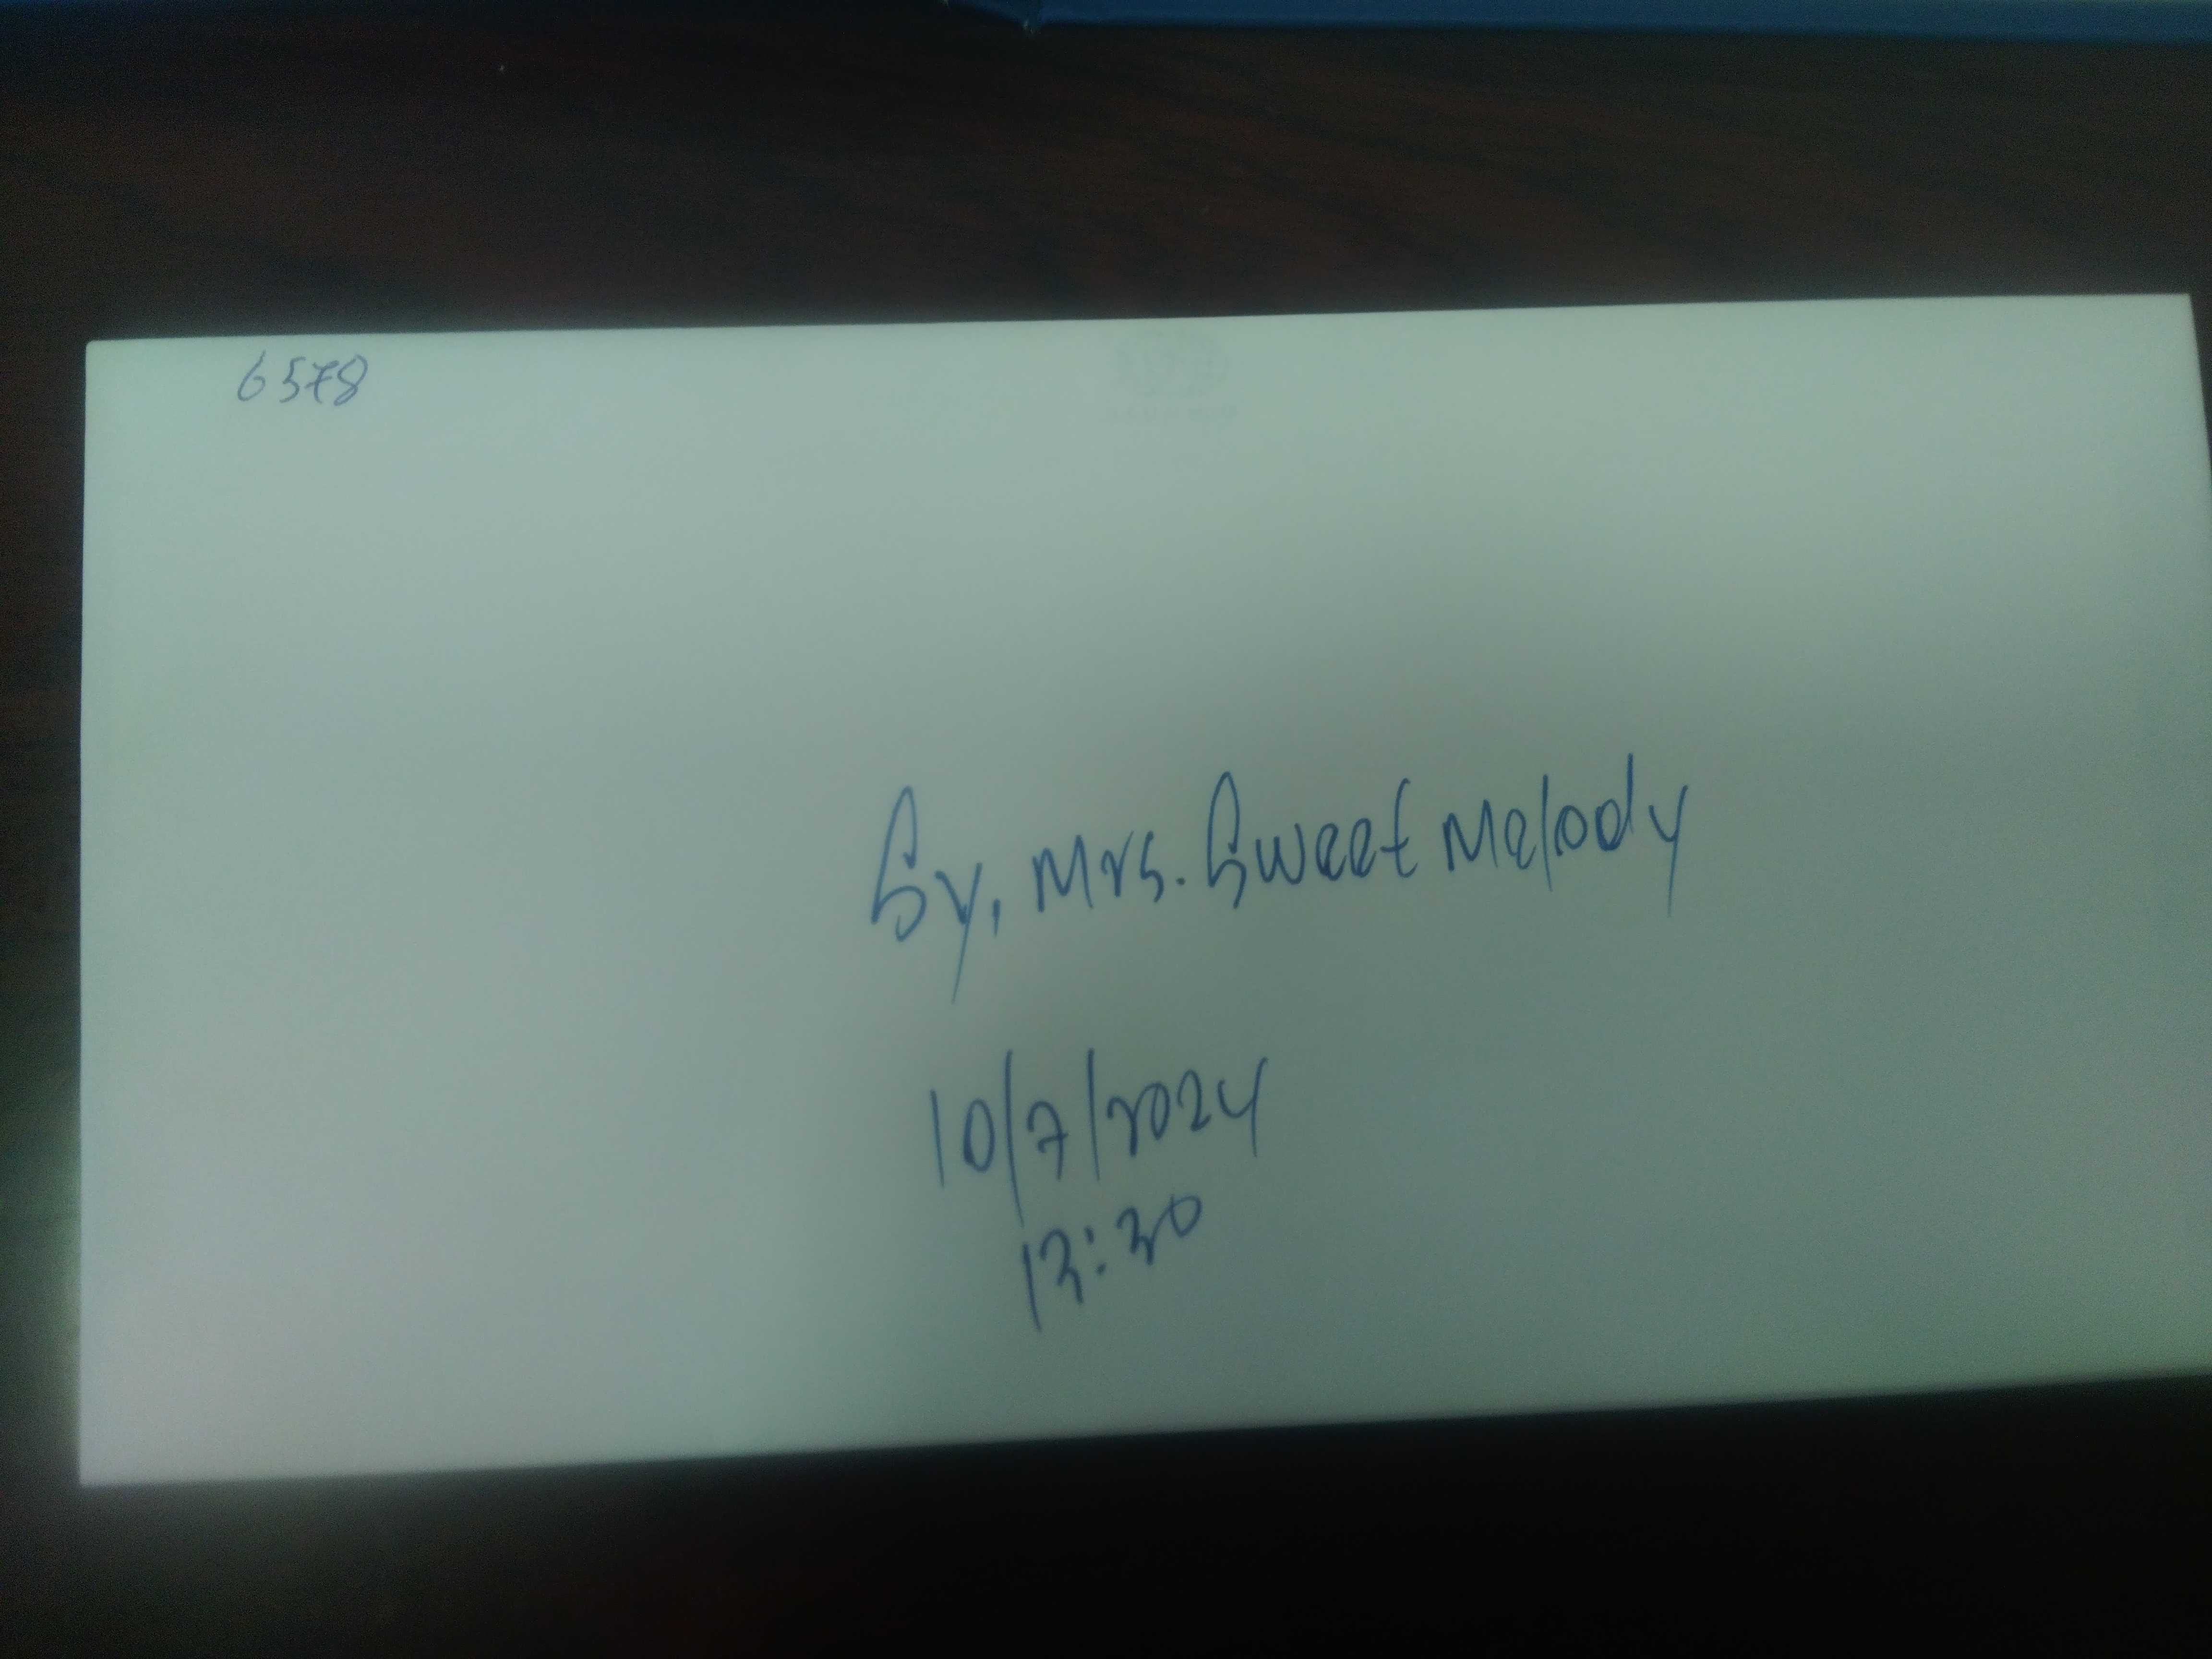 6578
Sy, Mrs. Sweet Melody
10/7/2024
13:30